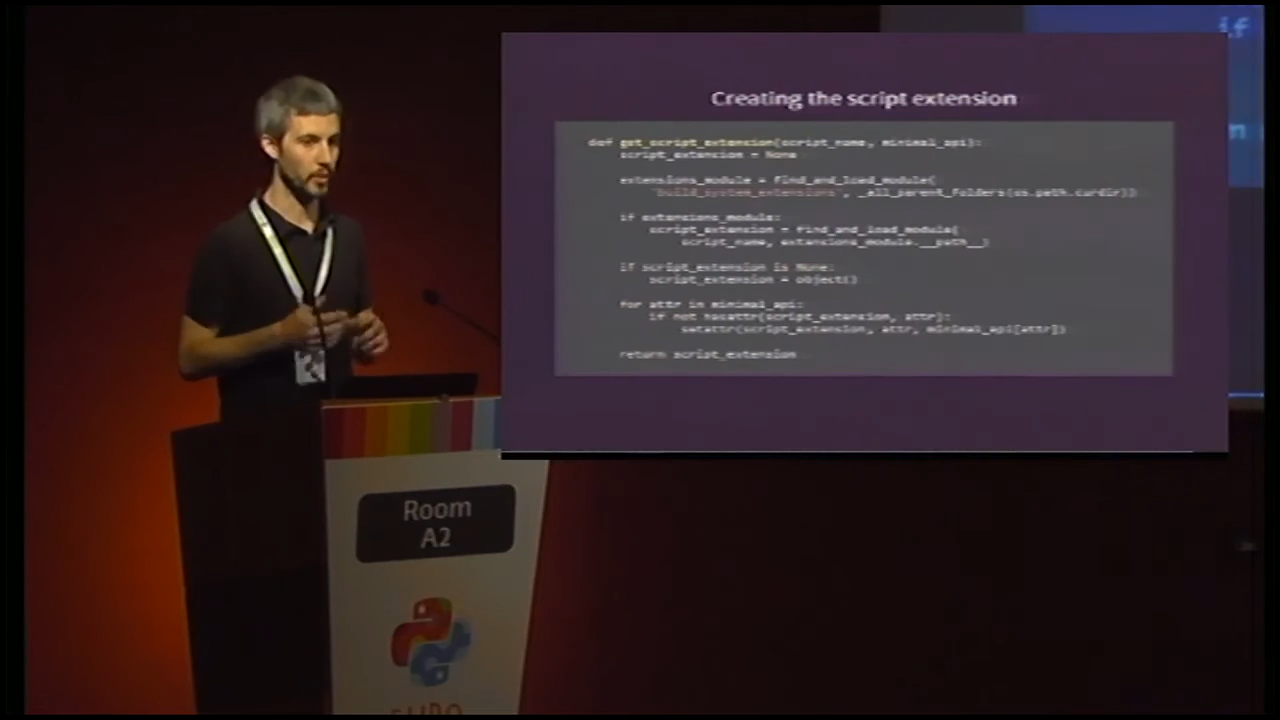 i.f
Creating the script extension
def get_script_extension(script_name, minimal_api):
script_extension = None
extensions_module = find_and_load_module(
'build_system_extensions', _all_parent_folders(os.path.curdir))
if extensions_module:
script_extension = find_and_load_module(
script_name, extensions_module.__path__)
if script_extension is None:
script_extension = object()
for attr in minimal_api:
if not hasattr(script_extension, attr):
setattr(script_extension, attr, minimal_api[attr])
return script_extension
Room
A2
EURO